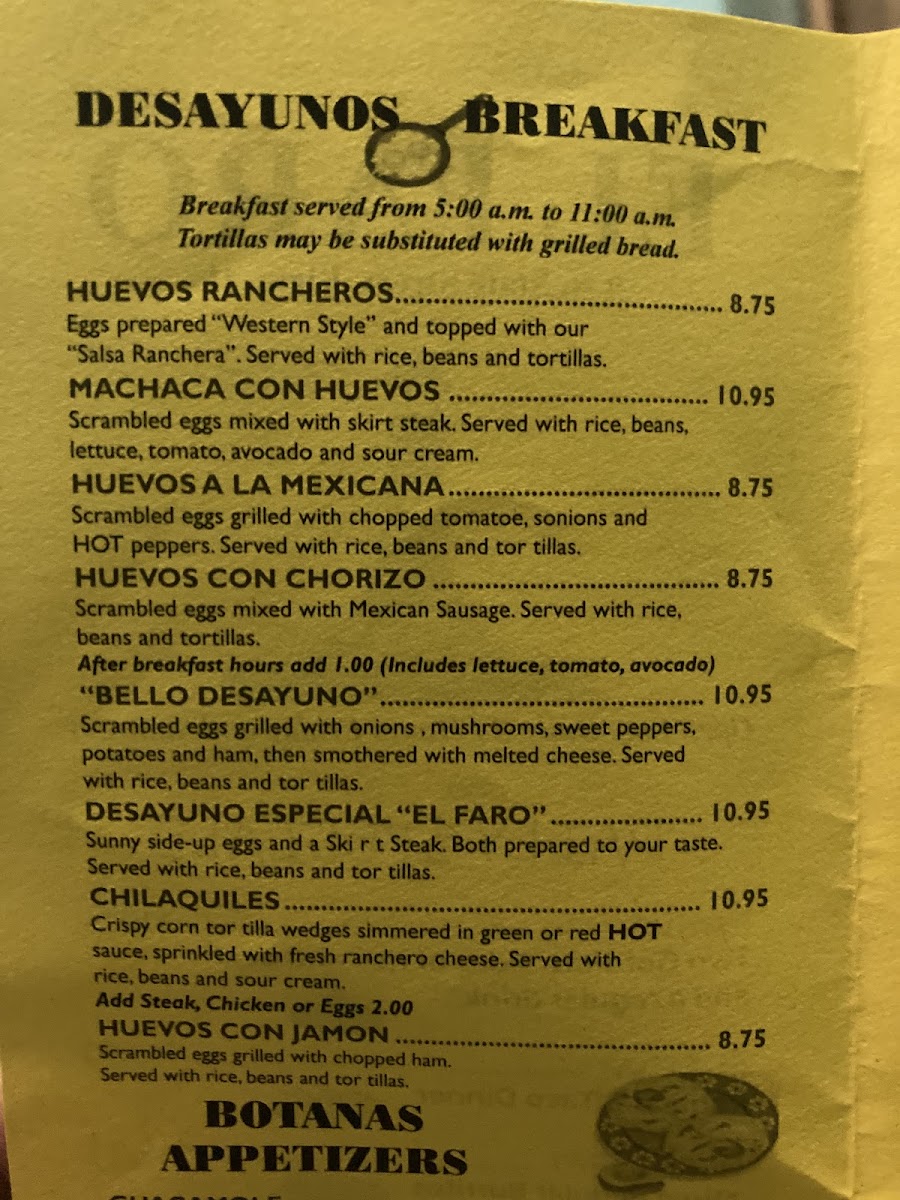 DESAYUNOS BREAKFAST
Breakfast served from 5:00 a.m. to 11:00 a.m.
Tortillas may be substituted with grilled bread.
HUEVOS RANCHEROS.......................................... 8.75
Eggs prepared “Western Style” and topped with our
“Salsa Ranchera”. Served with rice, beans and tortillas.
MACHACA CON HUEVOS .................................. 10.95
Scrambled eggs mixed with skirt steak. Served with rice, beans,
lettuce, tomato, avocado and sour cream.
HUEVOS A LA MEXICANA.................................... 8.75
Scrambled eggs grilled with chopped tomatoe, sonions and
HOT peppers. Served with rice, beans and tor tillas.
HUEVOS CON CHORIZO ..................................... 8.75
Scrambled eggs mixed with Mexican Sausage. Served with rice,
beans and tortillas.
After breakfast hours add 1.00 (Includes lettuce, tomato, avocado)
“BELLO DESAYUNO”.......................................... 10.95
Scrambled eggs grilled with onions , mushrooms, sweet peppers,
potatoes and ham, then smothered with melted cheese. Served
with rice, beans and tor tillas.
DESAYUNO ESPECIAL “EL FARO”.................... 10.95
Sunny side-up eggs and a Ski r t Steak. Both prepared to your taste.
Served with rice, beans and tor tillas.
CHILAQUILES...................................................... 10.95
Crispy corn tor tilla wedges simmered in green or red HOT
sauce, sprinkled with fresh ranchero cheese. Served with
rice, beans and sour cream.
Add Steak, Chicken or Eggs 2.00
HUEVOS CON JAMON ......................................... 8.75
Scrambled eggs grilled with chopped ham.
Served with rice, beans and tor tillas.
BOTANAS
APPETIZERS